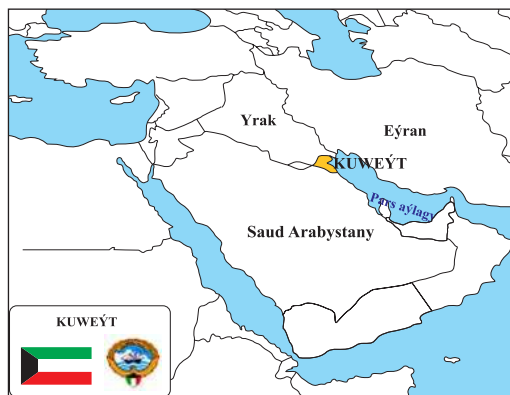 Yrak
Eýran
KUWEÝT
Pars aýlagy
Saud Arabystany
KUWEÝT